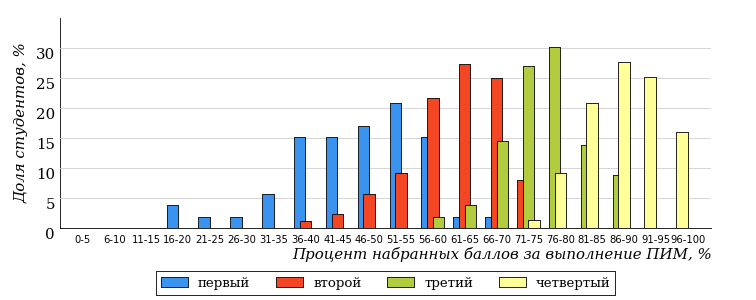 Доля студентов, %
30
25
20
15
10
5
0
0-5 6-10 11-15 16-20 21-25 26-30 31-35 36-40 41-45 46-50 51-55 56-60 61-65 66-70 71-75 76-80 81-85 86-90 91-95 96-100
Процент набранных баллов за выполнение ПИМ, %
первый второй третий четвертый